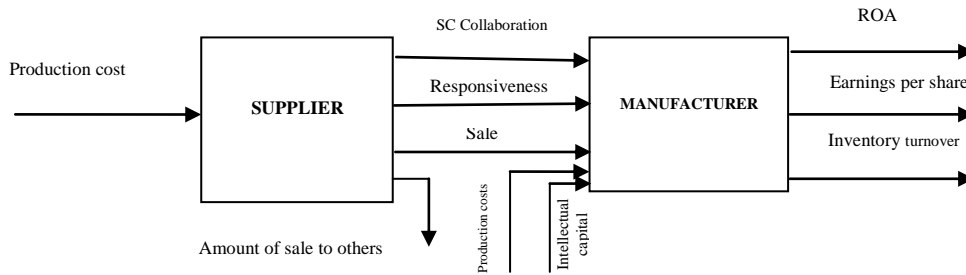 ROA
SC Collaboration
Production cost
SUPPLIER
Responsiveness
MANUFACTURER
Earnings per share
Sale
Inventory turnover
Amount of sale to others
Production costs
Intellectual
capital